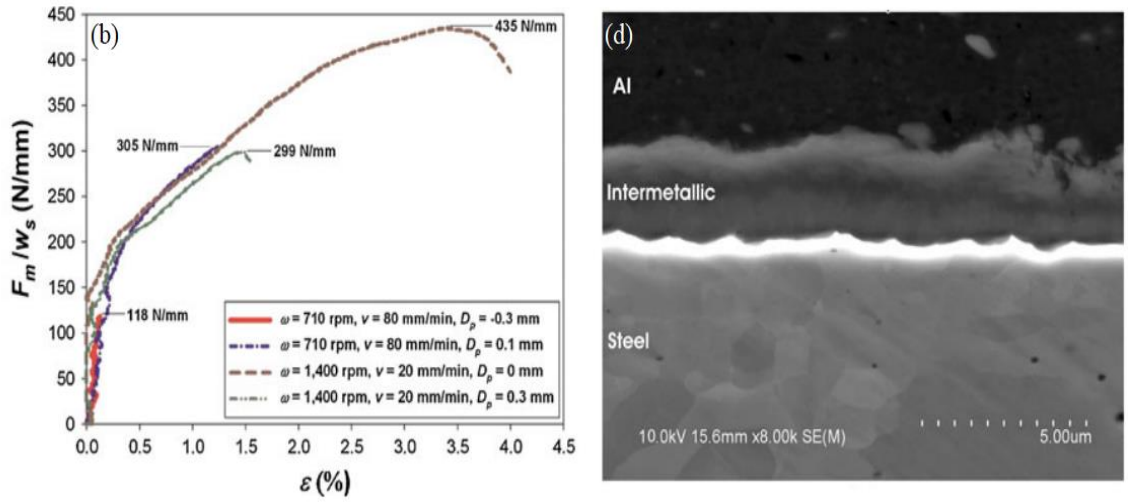 (b)
450
400
350
300
250
200
150
100
50
0
F_m /w_s (N/mm)
435 N/mm
305 N/mm
299 N/mm
118 N/mm
ω = 710 rpm, v = 80 mm/min, D_p = -0.3 mm
ω = 710 rpm, v = 80 mm/min, D_p = 0.1 mm
ω = 1,400 rpm, v = 20 mm/min, D_p = 0 mm
ω = 1,400 rpm, v = 20 mm/min, D_p = 0.3 mm
0.0 0.5 1.0 1.5 2.0 2.5 3.0 3.5 4.0 4.5
ε (%)
(d)
Al
Intermetallic
Steel
10.0kV 15.6mm x8.00k SE(M)
5.00um